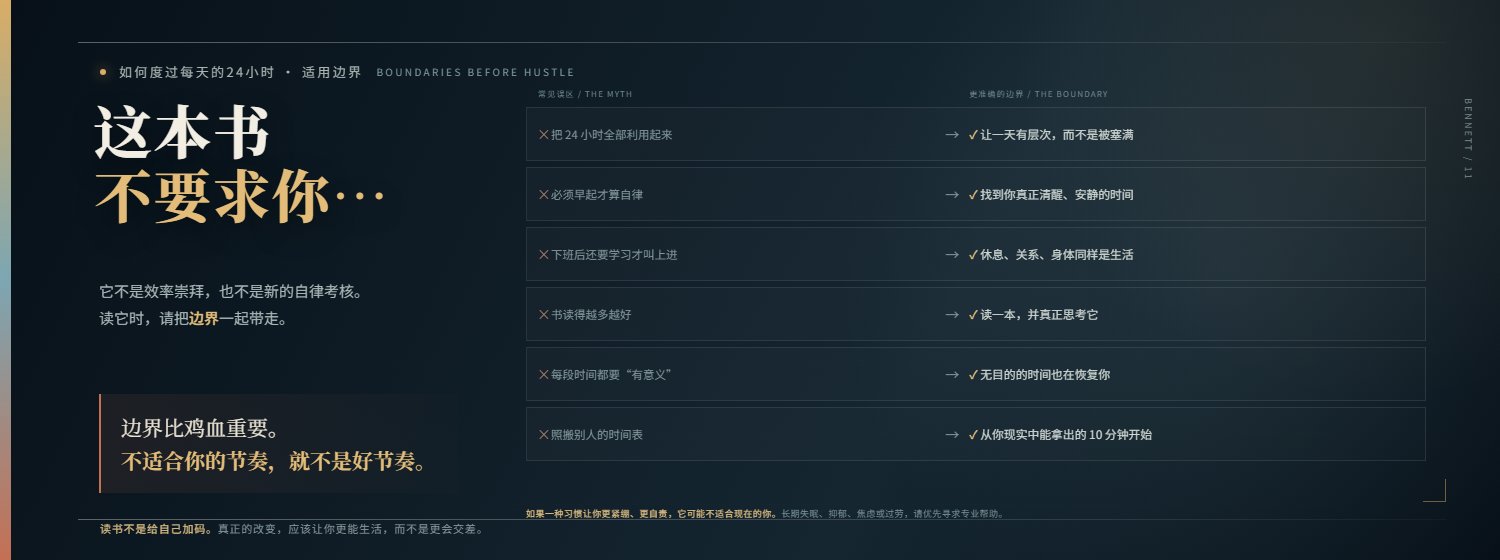 如何度过每天的24小时 · 适用边界 BOUNDARIES BEFORE HUSTLE
这本书
不要求你…
它不是效率崇拜，也不是新的自律考核。
读它时，请把边界一起带走。
边界比鸡血重要。
不适合你的节奏，就不是好节奏。
读书不是给自己加码。真正的改变，应该让你更能生活，而不是更会交差。
常见误区 / THE MYTH 更准确的边界 / THE BOUNDARY
×把 24 小时全部利用起来 → ✓让一天有层次，而不是被塞满
×必须早起才算自律 → ✓找到你真正清醒、安静的时间
×下班后还要学习才叫上进 → ✓休息、关系、身体同样是生活
×书读得越多越好 → ✓读一本，并真正思考它
×每段时间都要“有意义” → ✓无目的的时间也在恢复你
×照搬别人的时间表 → ✓从你现实中能拿出的 10 分钟开始
如果一种习惯让你更紧绷、更自责，它可能不适合现在的你。长期失眠、抑郁、焦虑或过劳，请优先寻求专业帮助。
BENNETT / 11